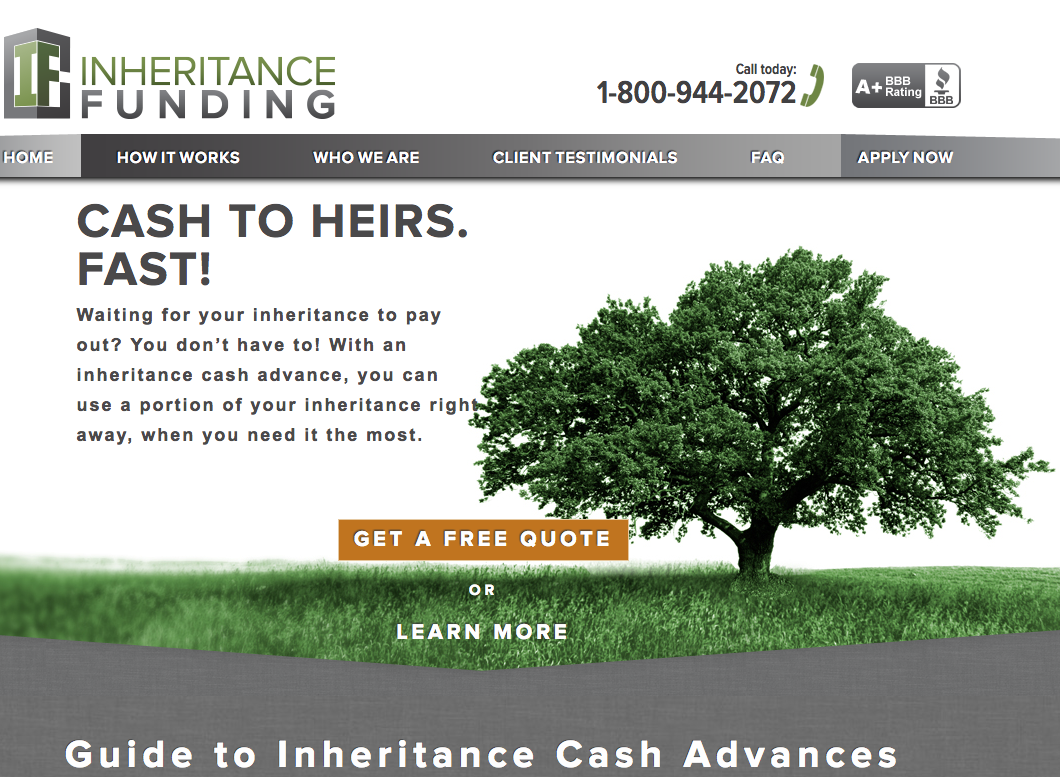 IF INHERITANCE
FUNDING
Call today:
1-800-944-2072
A+ BBB
Rating
BBB
HOME HOW IT WORKS WHO WE ARE CLIENT TESTIMONIALS FAQ APPLY NOW
CASH TO HEIRS.
FAST!
Waiting for your inheritance to pay
out? You don’t have to! With an
inheritance cash advance, you can
use a portion of your inheritance right
away, when you need it the most.
GET A FREE QUOTE
OR
LEARN MORE
Guide to Inheritance Cash Advances